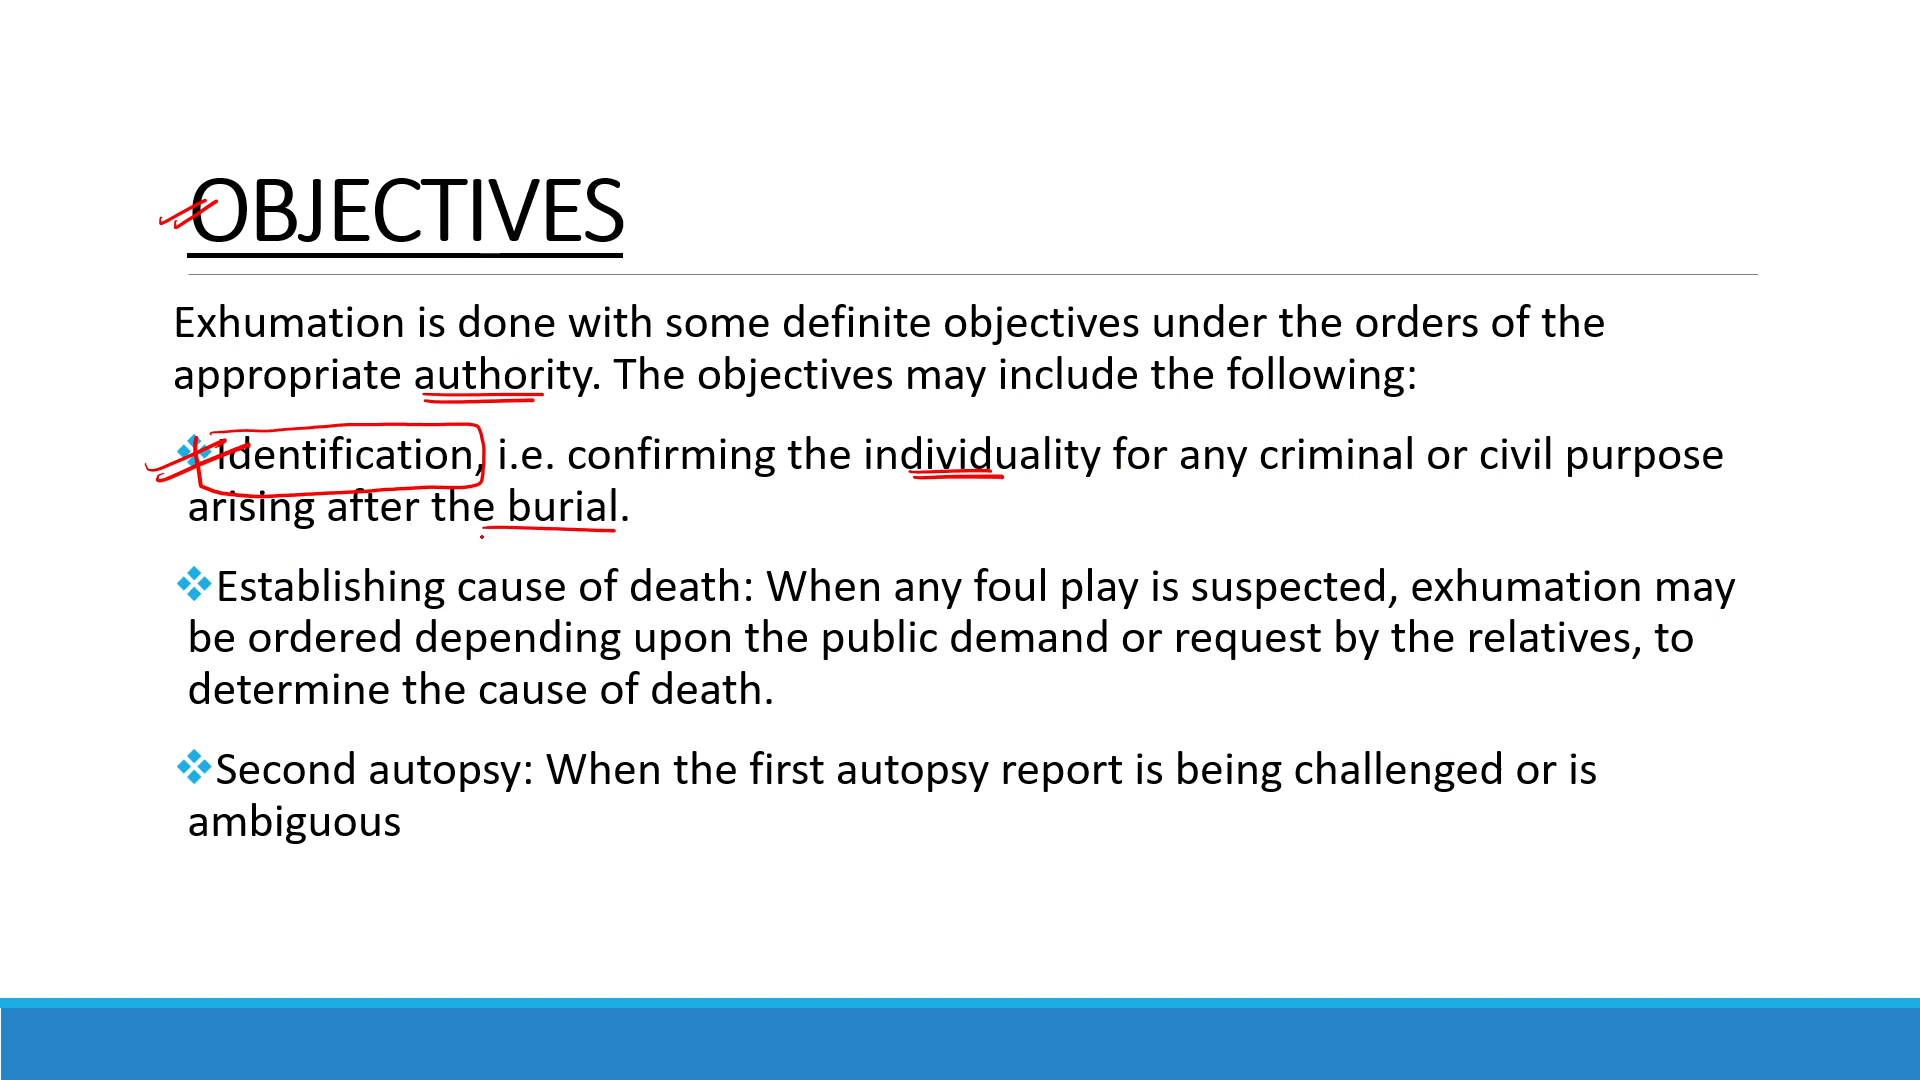 OBJECTIVES
Exhumation is done with some definite objectives under the orders of the
appropriate authority. The objectives may include the following:
Identification, i.e. confirming the individuality for any criminal or civil purpose
arising after the burial.
Establishing cause of death: When any foul play is suspected, exhumation may
be ordered depending upon the public demand or request by the relatives, to
determine the cause of death.
Second autopsy: When the first autopsy report is being challenged or is
ambiguous